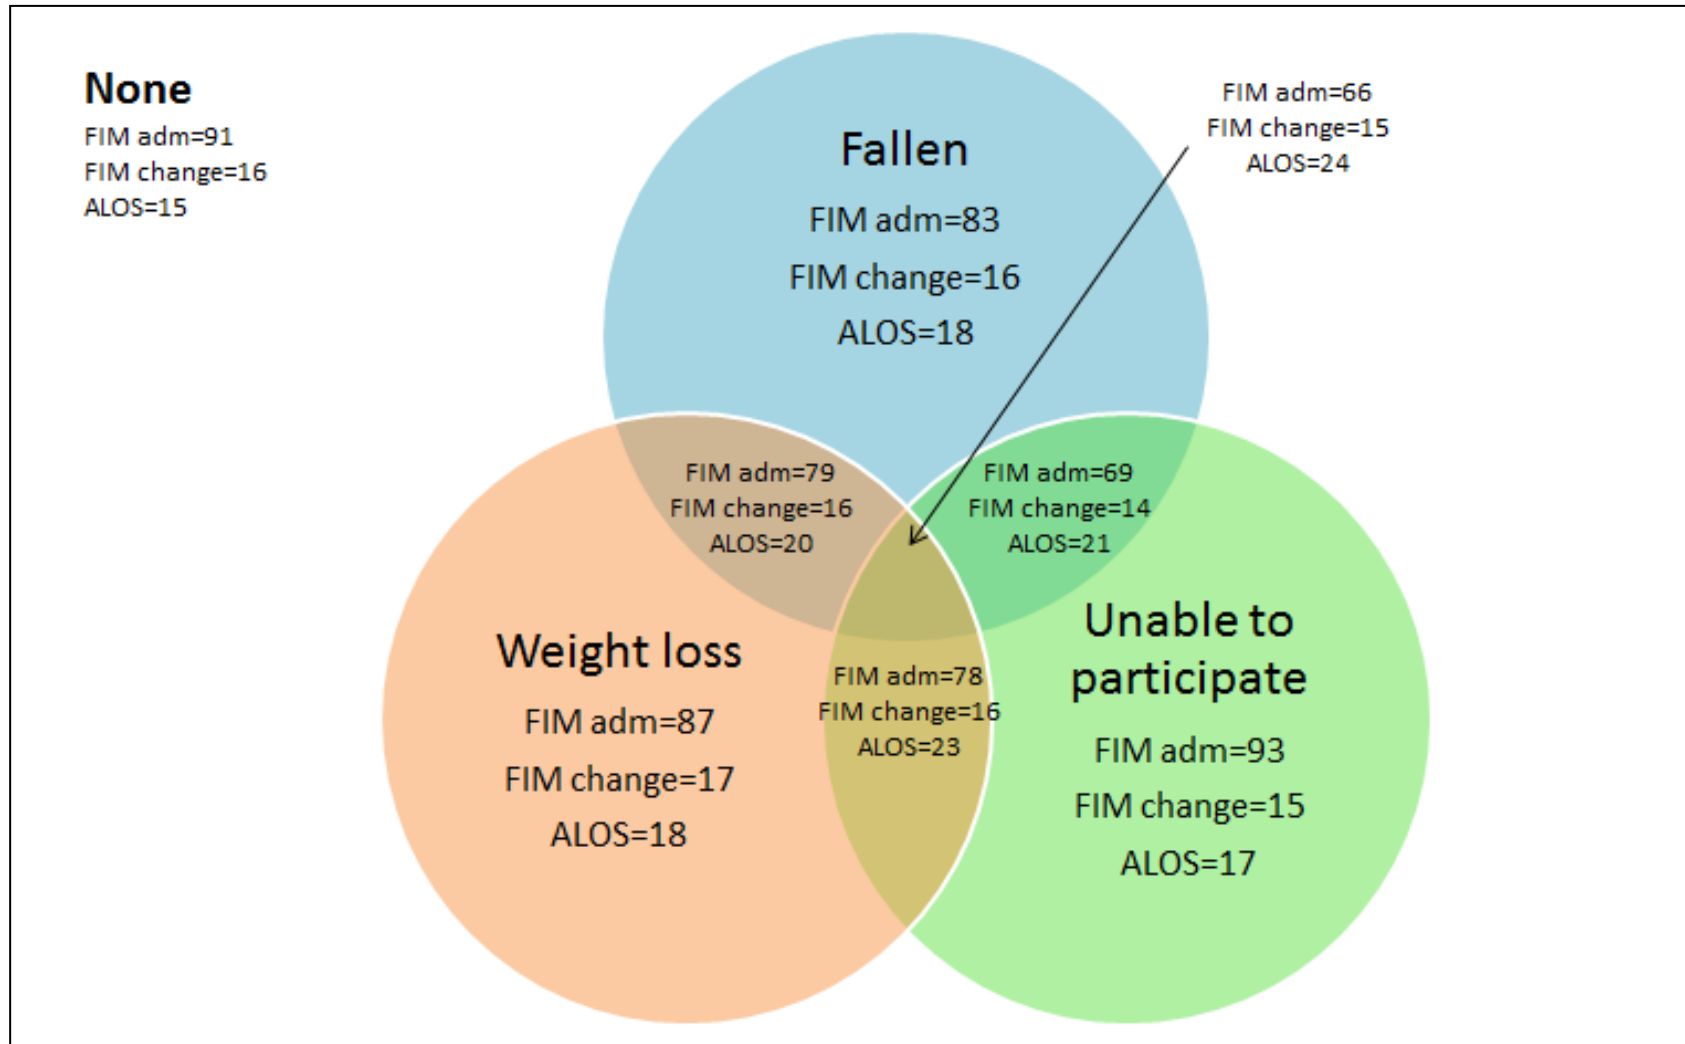 None
FIM adm=91
FIM change=16
ALOS=15
FIM adm=66
FIM change=15
ALOS=24
Fallen
FIM adm=83
FIM change=16
ALOS=18
FIM adm=79
FIM change=16
ALOS=20
FIM adm=69
FIM change=14
ALOS=21
Weight loss
FIM adm=87
FIM change=17
ALOS=18
FIM adm=78
FIM change=16
ALOS=23
Unable to
participate
FIM adm=93
FIM change=15
ALOS=17